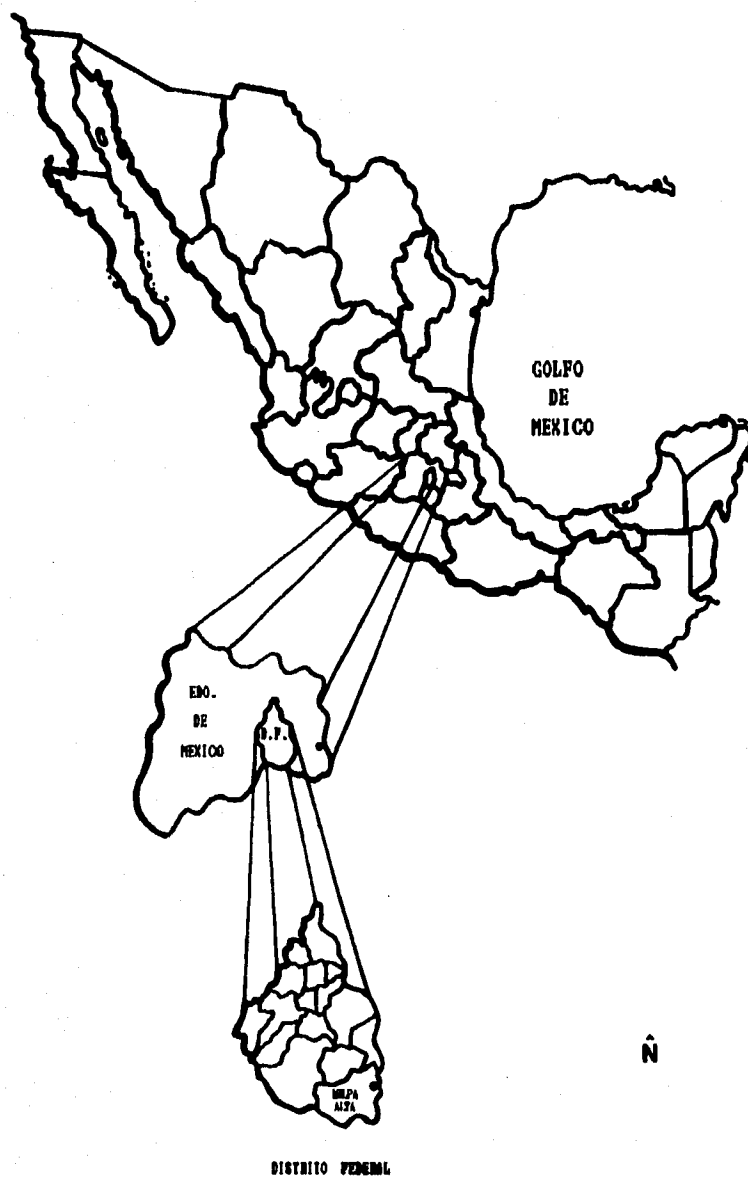 GOLFO
DE
MEXICO
EDO.
DE
MEXICO
D.F.
N
MILPA
ALTA
DISTRITO FEDERAL